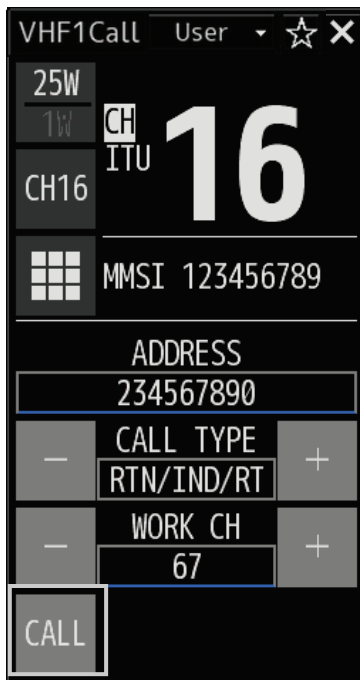 VHF1Call User
25W
1W
CH
ITU
16
CH16
MMSI 123456789
ADDRESS
234567890
CALL TYPE
− RTN/IND/RT +
WORK CH
− 67 +
CALL